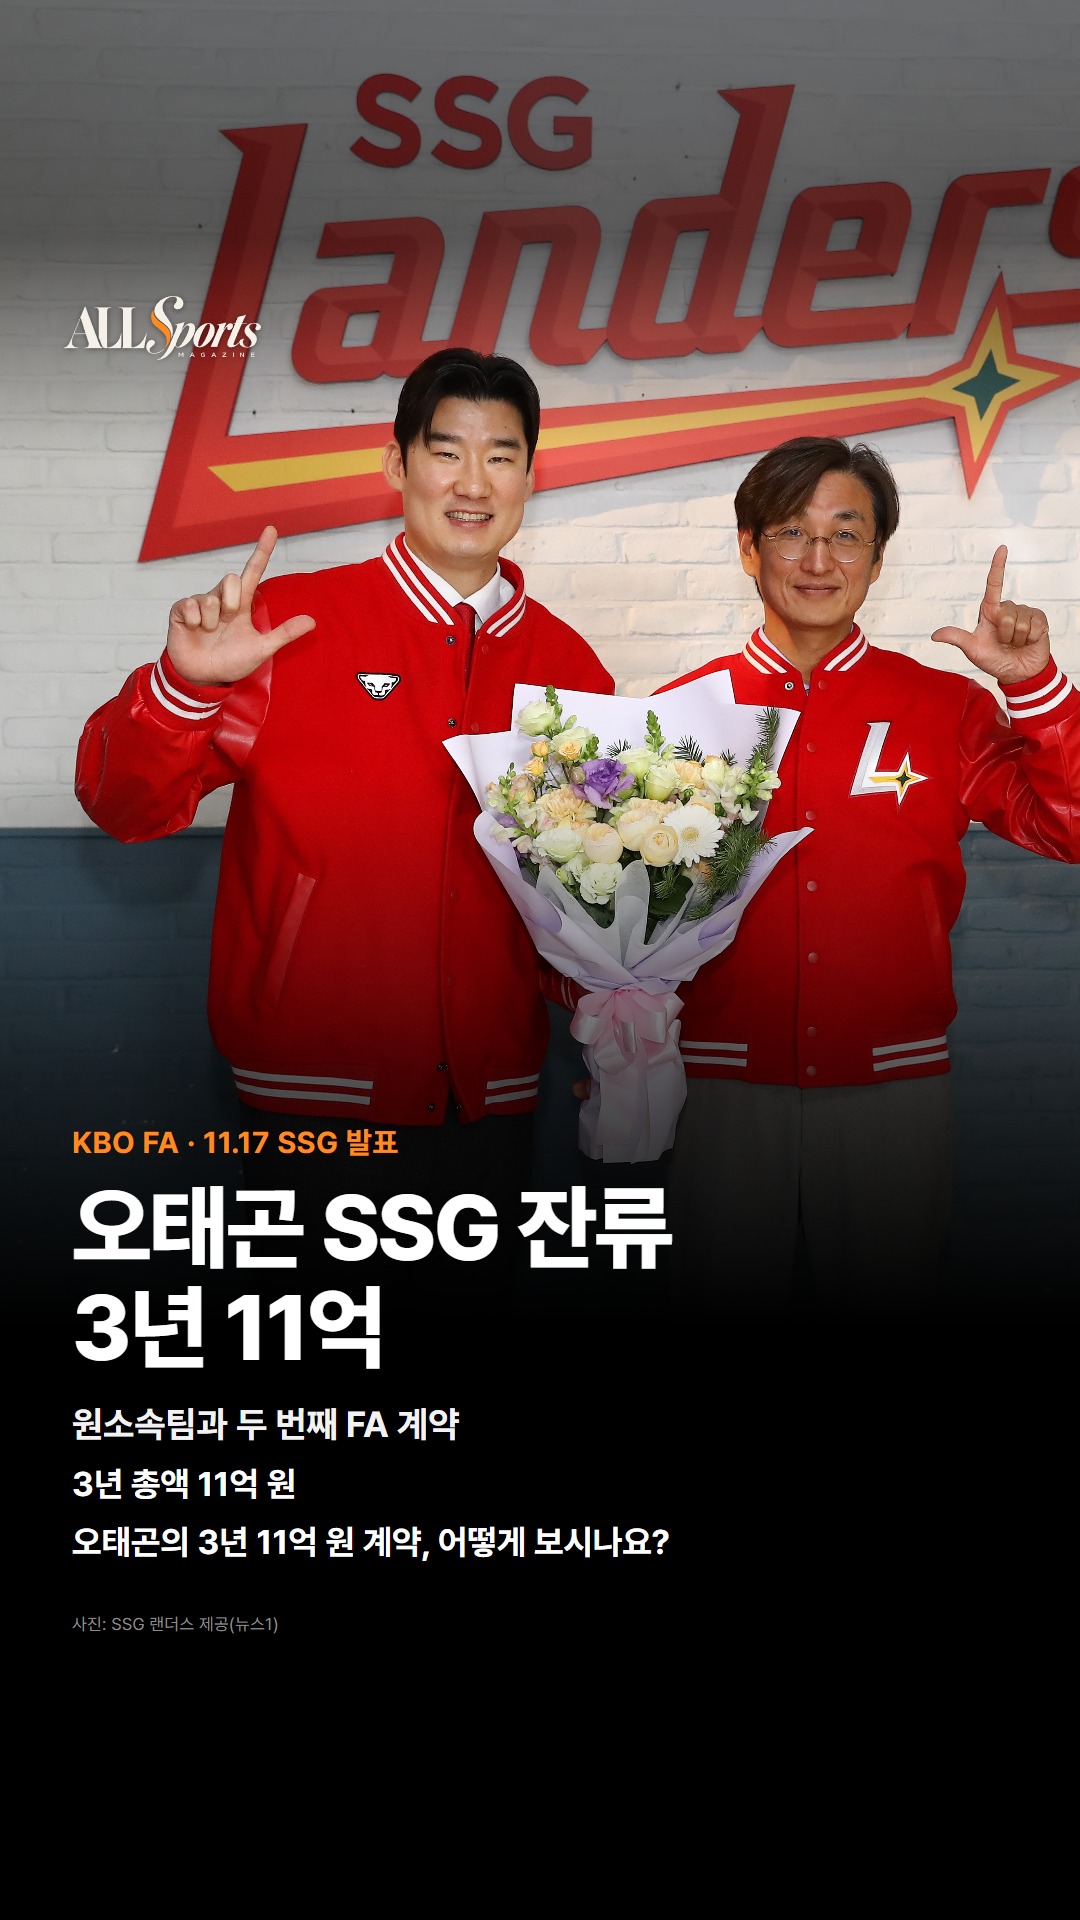 SSG
Landers
ALL Sports
MAGAZINE
KBO FA · 11.17 SSG 발표
오태곤 SSG 잔류
3년 11억
원소속팀과 두 번째 FA 계약
3년 총액 11억 원
오태곤의 3년 11억 원 계약, 어떻게 보시나요?
사진: SSG 랜더스 제공(뉴스1)